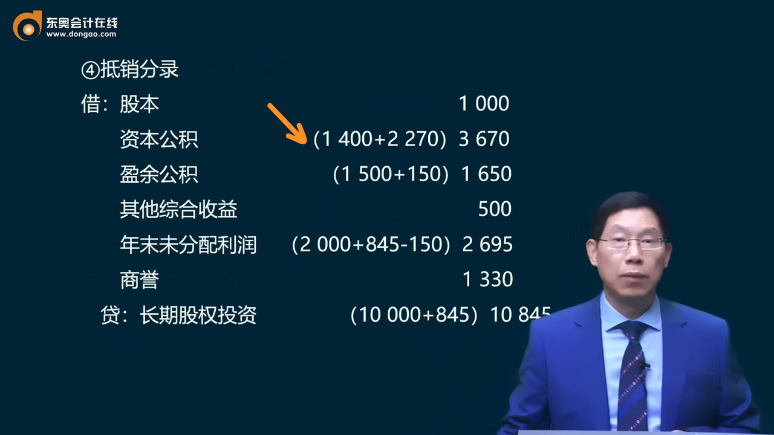 东奥会计在线
www.dongao.com
④抵销分录
借：股本 1 000
资本公积 （1 400+2 270）3 670
盈余公积 （1 500+150）1 650
其他综合收益 500
年末未分配利润 （2 000+845-150）2 695
商誉 1 330
贷：长期股权投资 （10 000+845）10 845